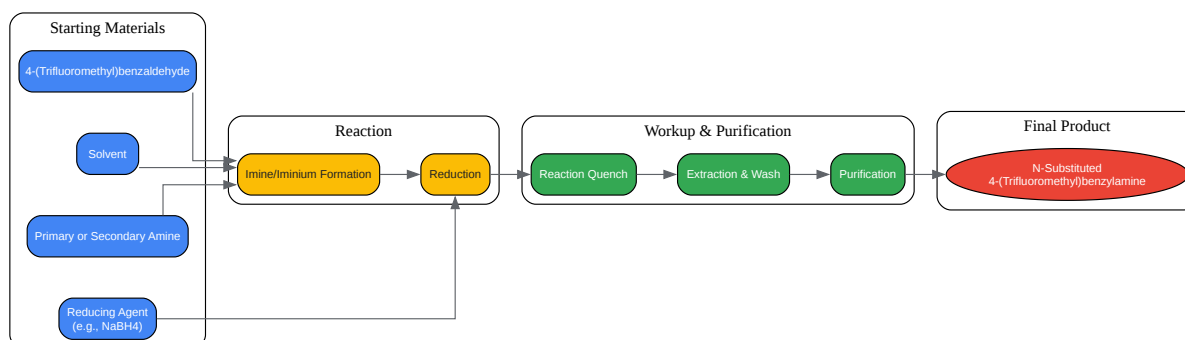 Starting Materials
4-(Trifluoromethyl)benzaldehyde
Solvent
Primary or Secondary Amine
Reducing Agent
(e.g., NaBH4)
Reaction
Imine/Iminium Formation
Reduction
Workup & Purification
Reaction Quench
Extraction & Wash
Purification
Final Product
N-Substituted
4-(Trifluoromethyl)benzylamine